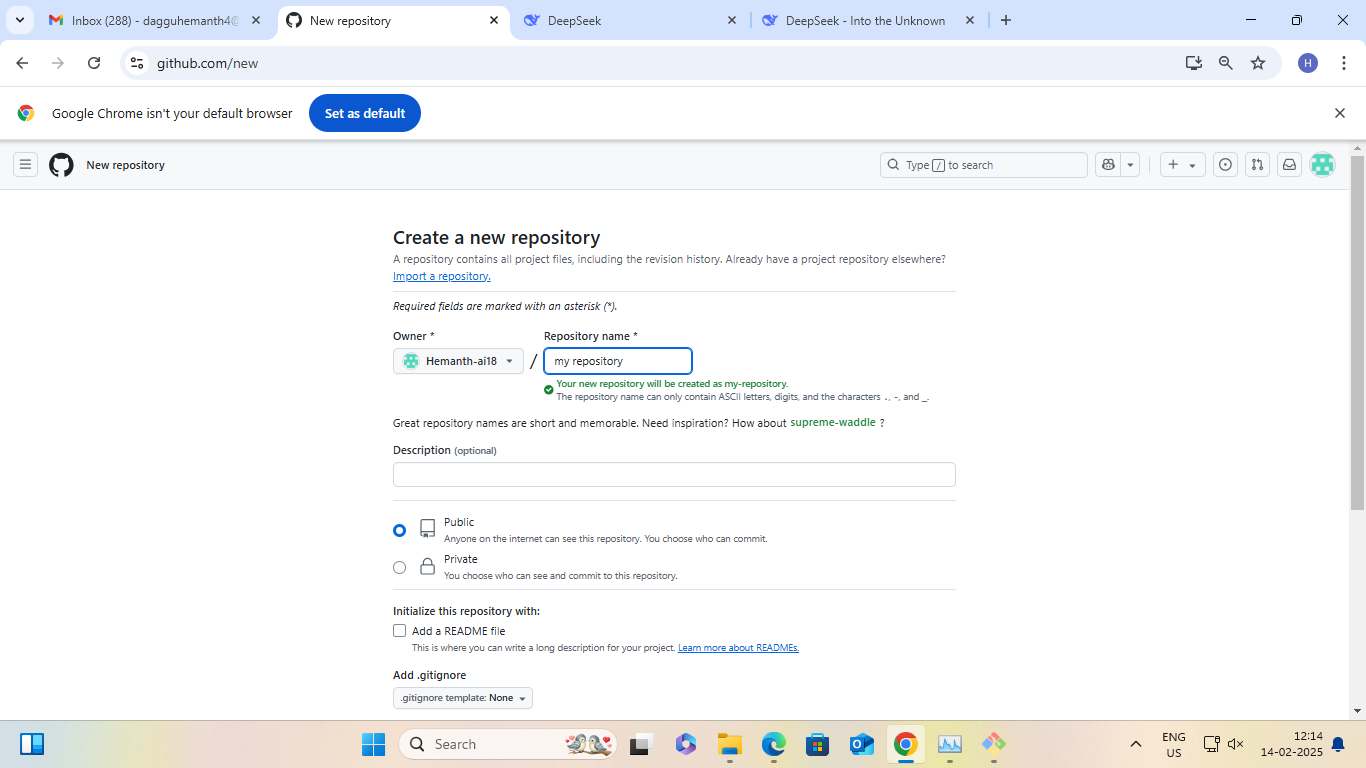 Inbox (288) - dagguhemanth4@
New repository
DeepSeek
DeepSeek - Into the Unknown
github.com/new
H
Google Chrome isn't your default browser
Set as default
New repository
Type / to search
Create a new repository
A repository contains all project files, including the revision history. Already have a project repository elsewhere?
Import a repository.
Required fields are marked with an asterisk (*).
Owner *
Repository name *
Hemanth-ai18
/
my repository
Your new repository will be created as my-repository.
The repository name can only contain ASCII letters, digits, and the characters ., -, and _.
Great repository names are short and memorable. Need inspiration? How about supreme-waddle ?
Description (optional)
Public
Anyone on the internet can see this repository. You choose who can commit.
Private
You choose who can see and commit to this repository.
Initialize this repository with:
Add a README file
This is where you can write a long description for your project. Learn more about READMEs.
Add .gitignore
.gitignore template: None
Search
ENG
US
12:14
14-02-2025